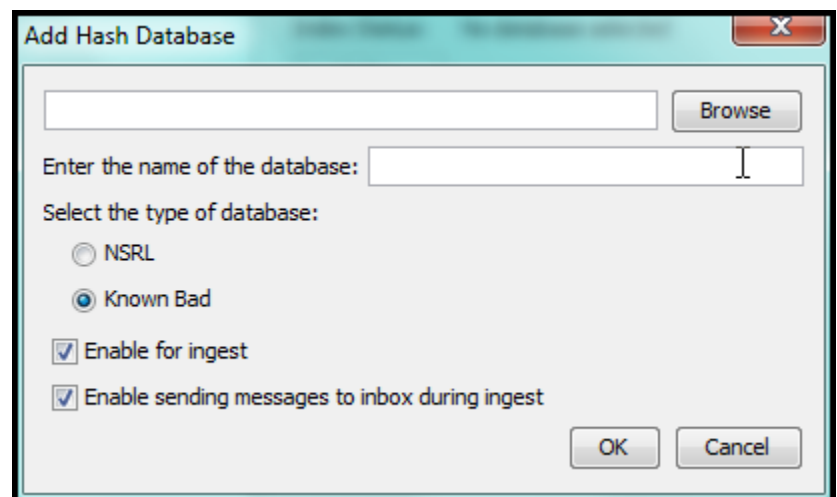 Add Hash Database
Browse
Enter the name of the database:
Select the type of database:
NSRL
Known Bad
Enable for ingest
Enable sending messages to inbox during ingest
OK Cancel